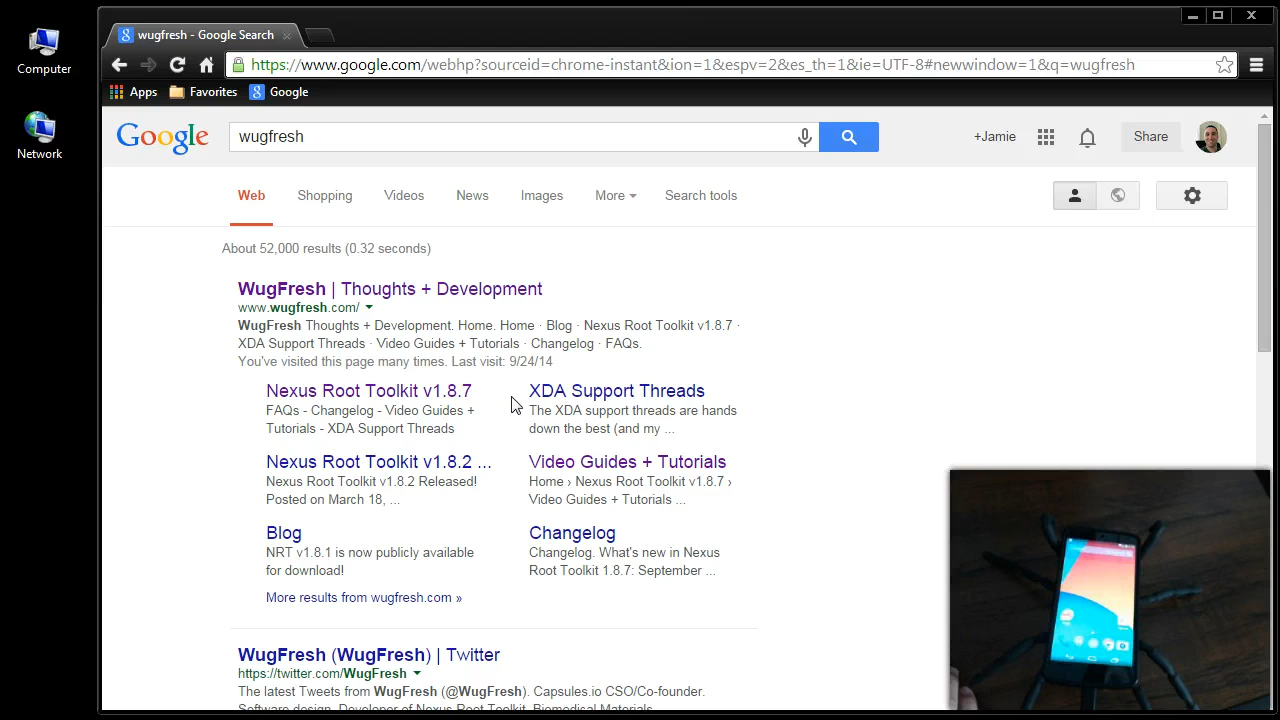 Computer
Network
wugfresh - Google Search
https://www.google.com/webhp?sourceid=chrome-instant&ion=1&espv=2&es_th=1&ie=UTF-8#newwindow=1&q=wugfresh
Apps Favorites Google
Google wugfresh +Jamie Share
Web Shopping Videos News Images More Search tools
About 52,000 results (0.32 seconds)
WugFresh | Thoughts + Development
www.wugfresh.com/
WugFresh Thoughts + Development. Home. Home · Blog · Nexus Root Toolkit v1.8.7 ·
XDA Support Threads · Video Guides + Tutorials · Changelog · FAQs.
You've visited this page many times. Last visit: 9/24/14
Nexus Root Toolkit v1.8.7
FAQs - Changelog - Video Guides +
Tutorials - XDA Support Threads
XDA Support Threads
The XDA support threads are hands
down the best (and my ...
Nexus Root Toolkit v1.8.2 ...
Nexus Root Toolkit v1.8.2 Released!
Posted on March 18, ...
Video Guides + Tutorials
Home › Nexus Root Toolkit v1.8.7 ›
Video Guides + Tutorials ...
Blog
NRT v1.8.1 is now publicly available
for download!
Changelog
Changelog. What's new in Nexus
Root Toolkit 1.8.7: September ...
More results from wugfresh.com »
WugFresh (WugFresh) | Twitter
https://twitter.com/WugFresh
The latest Tweets from WugFresh (@WugFresh). Capsules.io CSO/Co-founder.
Software design. Developer of Nexus Root Toolkit. Biomedical Materials